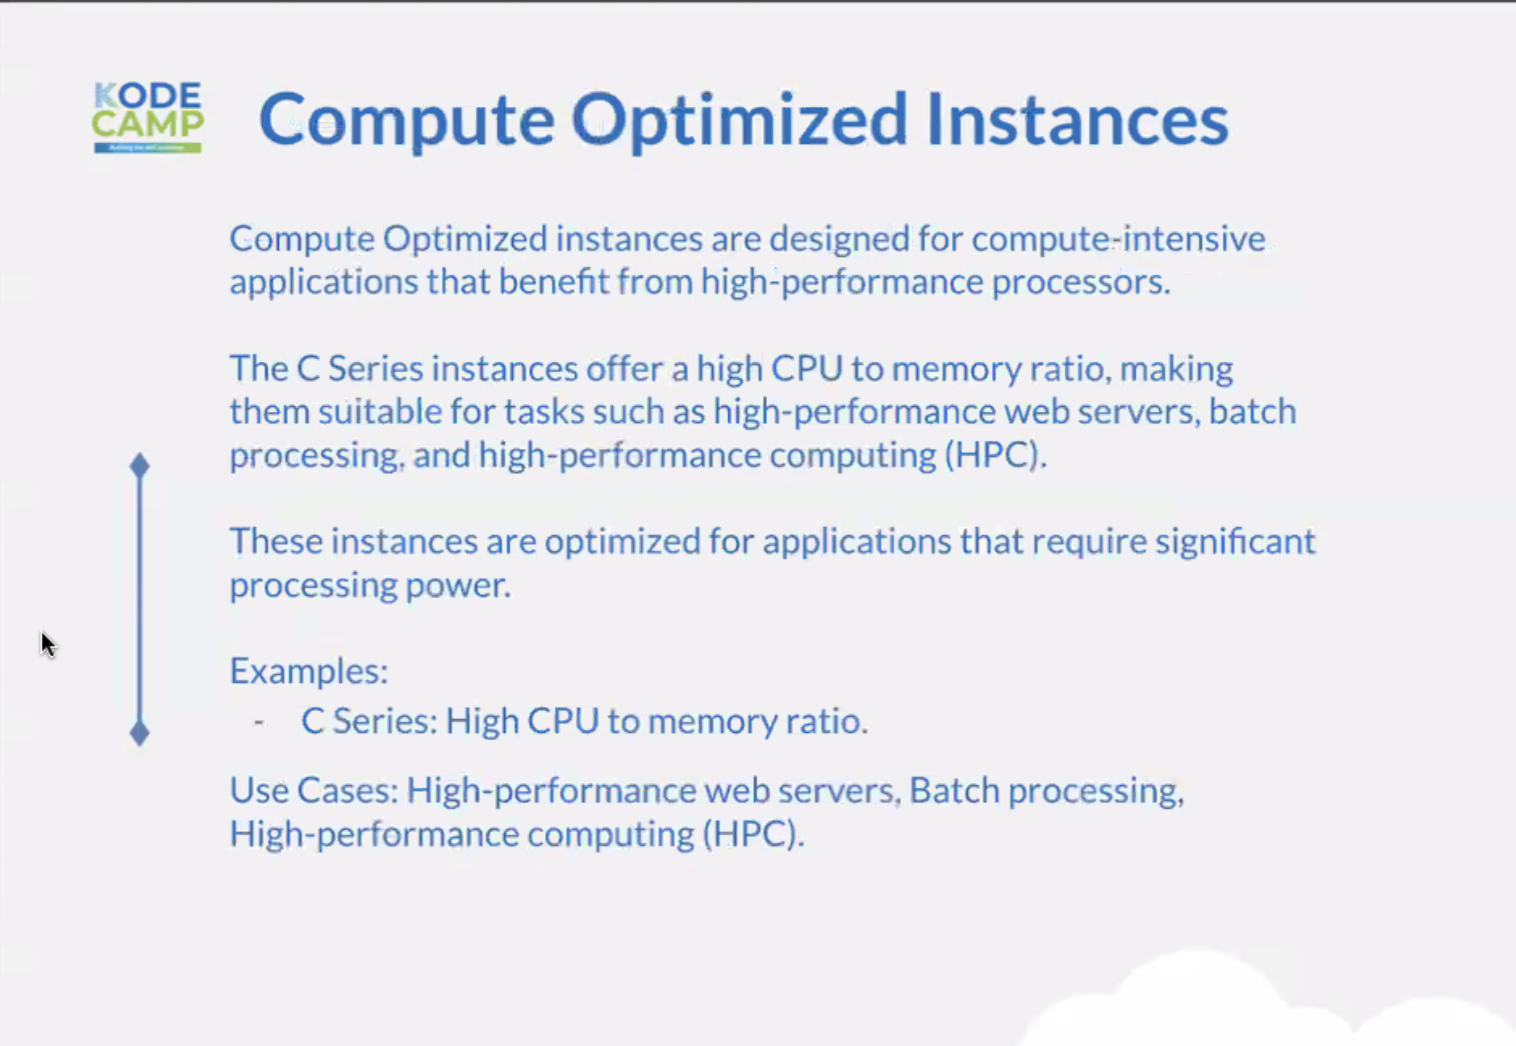 KODE
CAMP
Compute Optimized Instances
Compute Optimized instances are designed for compute-intensive
applications that benefit from high-performance processors.
The C Series instances offer a high CPU to memory ratio, making
them suitable for tasks such as high-performance web servers, batch
processing, and high-performance computing (HPC).
These instances are optimized for applications that require significant
processing power.
Examples:
- C Series: High CPU to memory ratio.
Use Cases: High-performance web servers, Batch processing,
High-performance computing (HPC).